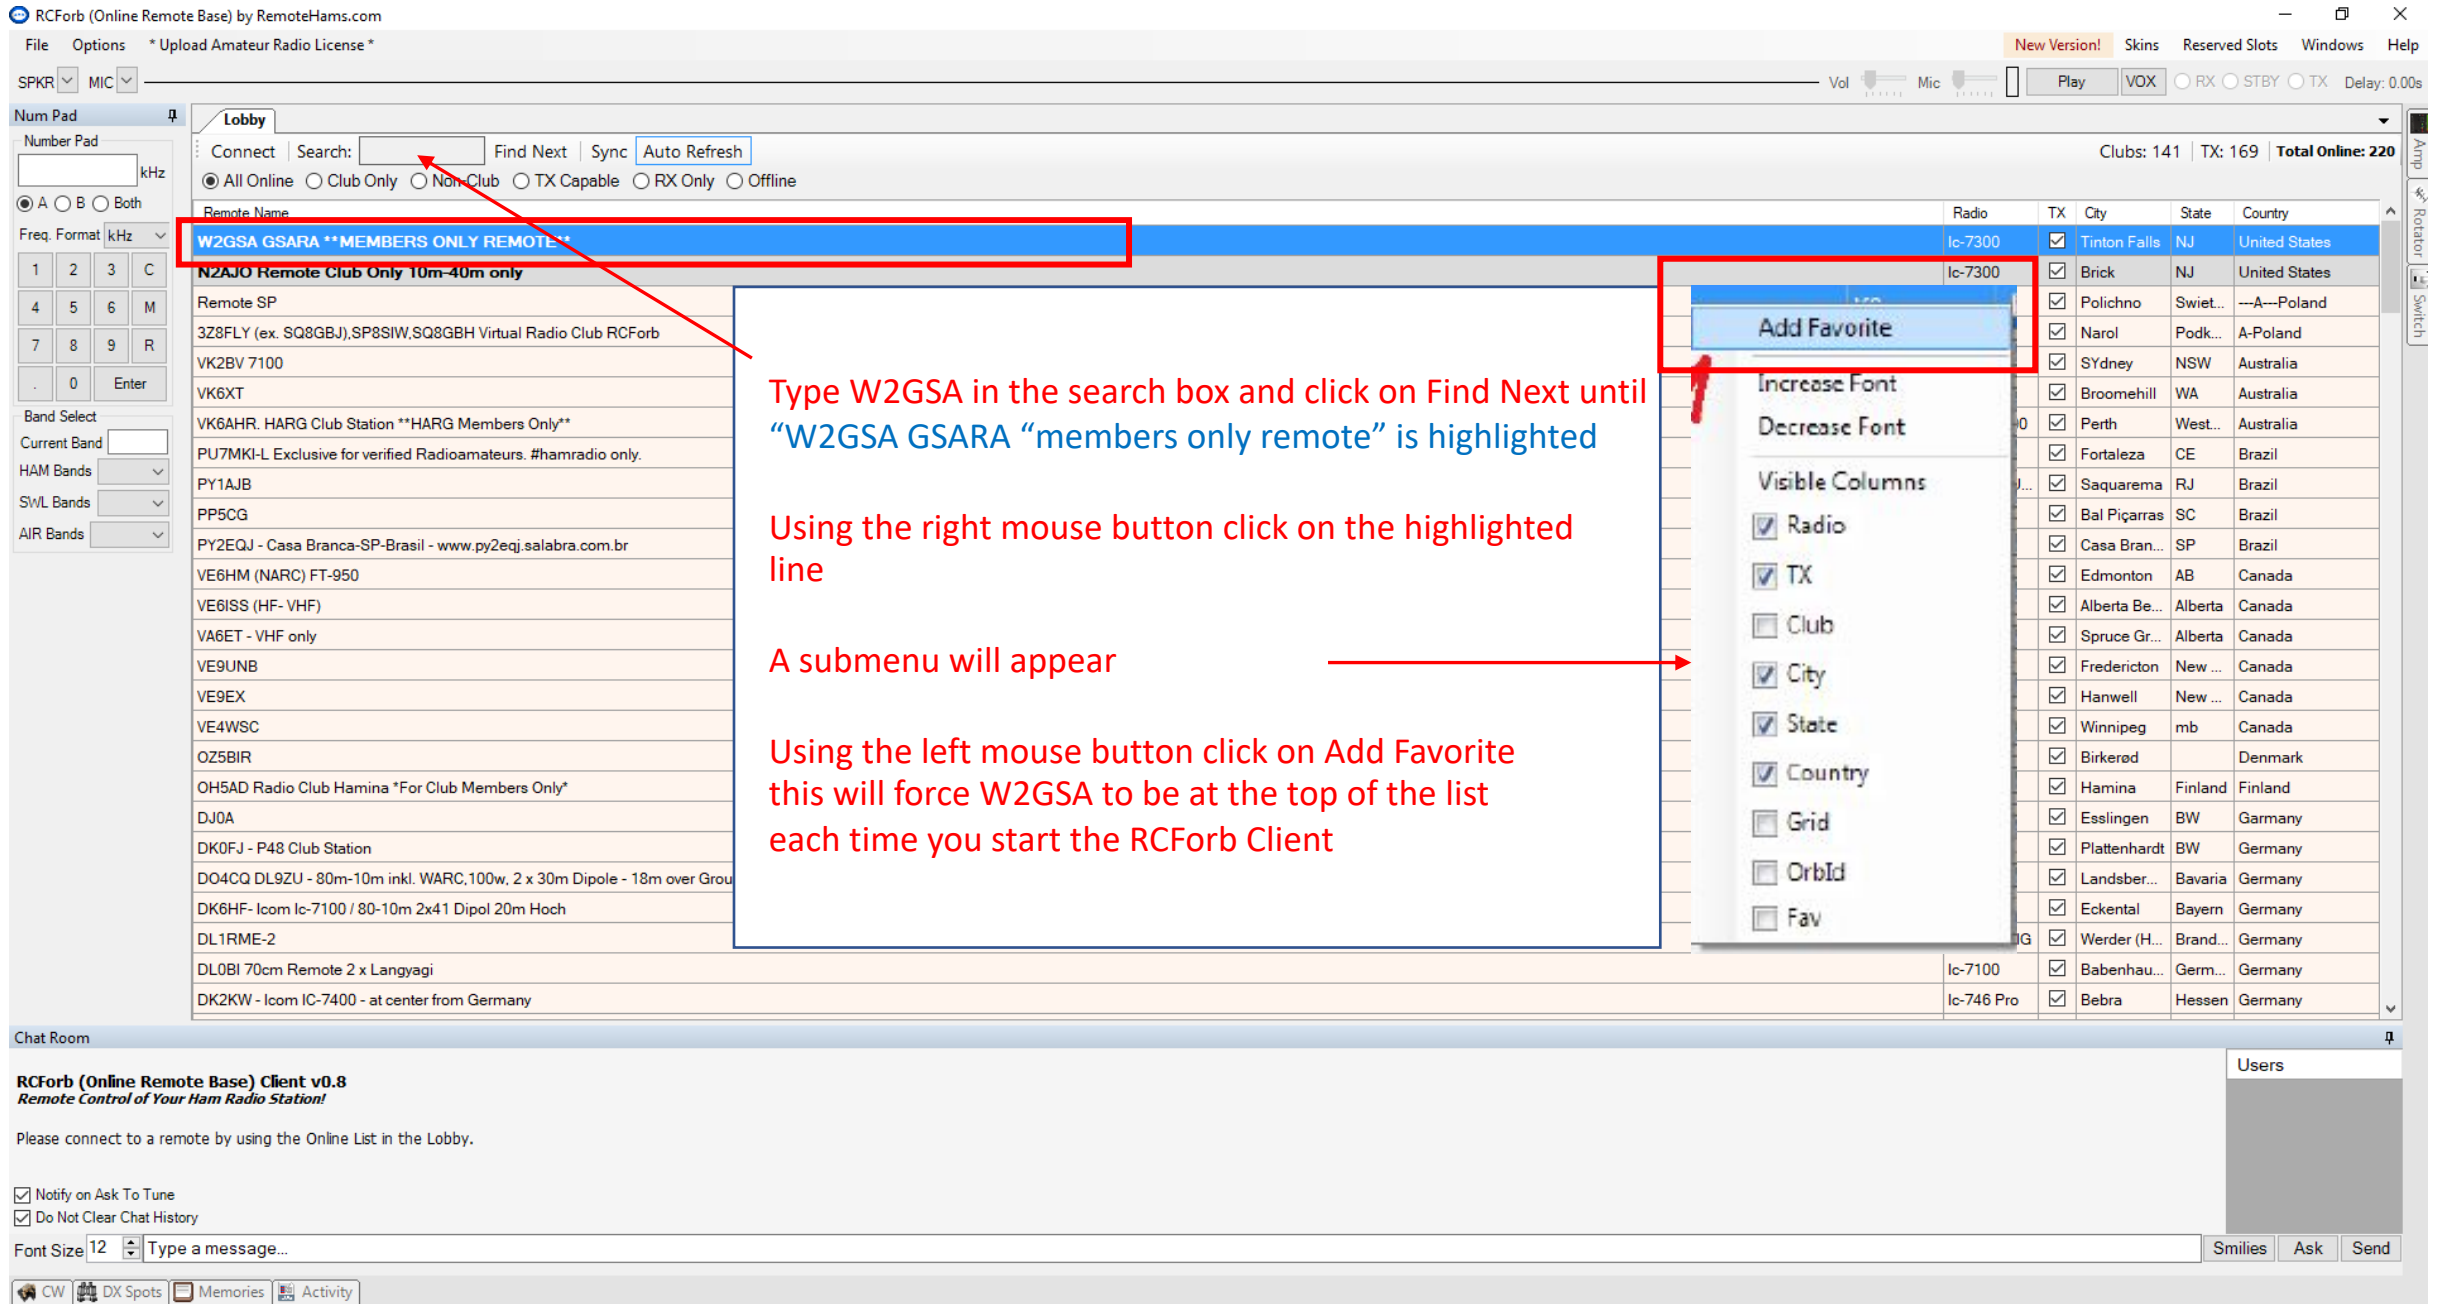 RCForb (Online Remote Base) by RemoteHams.com
File Options * Upload Amateur Radio License * New Version! Skins Reserved Slots Windows Help
SPKR MIC Vol Mic Play VOX RX STBY TX Delay: 0.00s
Num Pad
Number Pad
kHz
A B Both
Freq. Format kHz
1 2 3 C
4 5 6 M
7 8 9 R
. 0 Enter
Band Select
Current Band
HAM Bands
SWL Bands
AIR Bands
Lobby
Connect Search: Find Next Sync Auto Refresh Clubs: 141 TX: 169 Total Online: 220
All Online Club Only Non-Club TX Capable RX Only Offline
Remote Name Radio TX City State Country
W2GSA GSARA **MEMBERS ONLY REMOTE** Ic-7300 Tinton Falls NJ United States
N2AJO Remote Club Only 10m-40m only Ic-7300 Brick NJ United States
Remote SP Polichno Swiet... ---A---Poland
3Z8FLY (ex. SQ8GBJ),SP8SIW,SQ8GBH Virtual Radio Club RCForb Narol Podk... A-Poland
VK2BV 7100 SYdney NSW Australia
VK6XT Broomehill WA Australia
VK6AHR. HARG Club Station **HARG Members Only** Perth West... Australia
PU7MKI-L Exclusive for verified Radioamateurs. #hamradio only. Fortaleza CE Brazil
PY1AJB Saquarema RJ Brazil
PP5CG Bal Piçarras SC Brazil
PY2EQJ - Casa Branca-SP-Brasil - www.py2eqj.salabra.com.br Casa Bran... SP Brazil
VE6HM (NARC) FT-950 Edmonton AB Canada
VE6ISS (HF- VHF) Alberta Be... Alberta Canada
VA6ET - VHF only Spruce Gr... Alberta Canada
VE9UNB Fredericton New ... Canada
VE9EX Hanwell New ... Canada
VE4WSC Winnipeg mb Canada
OZ5BIR Birkerød Denmark
OH5AD Radio Club Hamina *For Club Members Only* Hamina Finland Finland
DJ0A Esslingen BW Garmany
DK0FJ - P48 Club Station Plattenhardt BW Germany
DO4CQ DL9ZU - 80m-10m inkl. WARC,100w, 2 x 30m Dipole - 18m over Grou Landsber... Bavaria Germany
DK6HF- Icom Ic-7100 / 80-10m 2x41 Dipol 20m Hoch Eckental Bayern Germany
DL1RME-2 Werder (H... Brand... Germany
DL0BI 70cm Remote 2 x Langyagi Ic-7100 Babenhau... Germ... Germany
DK2KW - Icom IC-7400 - at center from Germany Ic-746 Pro Bebra Hessen Germany
Type W2GSA in the search box and click on Find Next until
“W2GSA GSARA “members only remote” is highlighted
Using the right mouse button click on the highlighted
line
A submenu will appear
Using the left mouse button click on Add Favorite
this will force W2GSA to be at the top of the list
each time you start the RCForb Client
Add Favorite
Increase Font
Decrease Font
Visible Columns
Radio
TX
Club
City
State
Country
Grid
OrbId
Fav
Amp
Rotator
Switch
Chat Room
Users
RCForb (Online Remote Base) Client v0.8
Remote Control of Your Ham Radio Station!
Please connect to a remote by using the Online List in the Lobby.
Notify on Ask To Tune
Do Not Clear Chat History
Font Size 12 Type a message... Smilies Ask Send
CW DX Spots Memories Activity